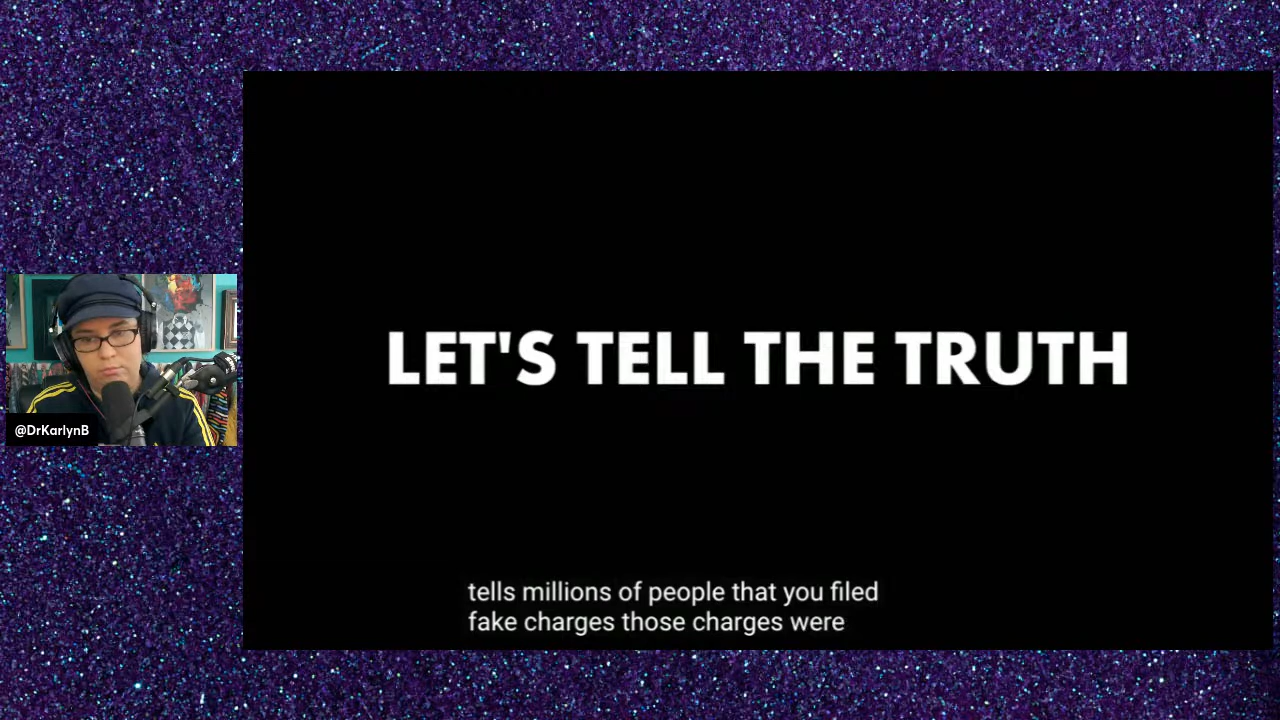 LET'S TELL THE TRUTH
@DrKarlynB
tells millions of people that you filed
fake charges those charges were